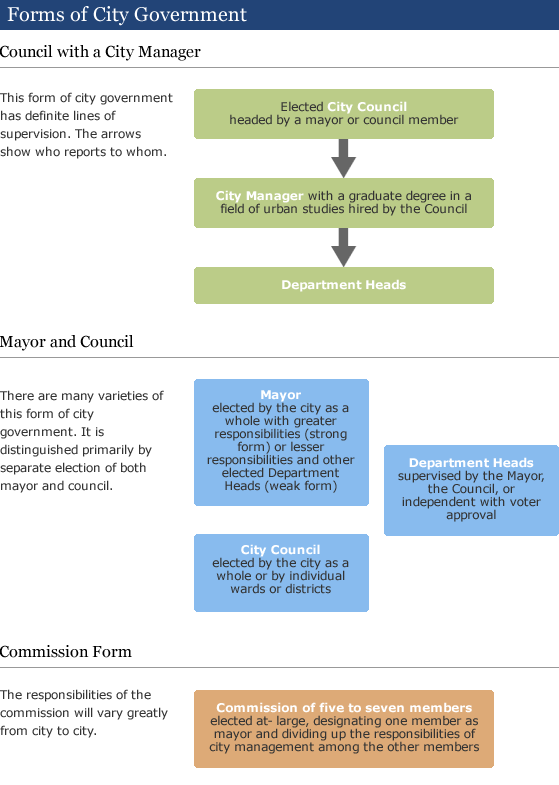 Forms of City Government
Council with a City Manager
This form of city government
has definite lines of
supervision. The arrows
show who reports to whom.
Elected City Council
headed by a mayor or council member
City Manager with a graduate degree in a
field of urban studies hired by the Council
Department Heads
Mayor and Council
There are many varieties of
this form of city
government. It is
distinguished primarily by
separate election of both
mayor and council.
Mayor
elected by the city as a
whole with greater
responsibilities (strong
form) or lesser
responsibilities and other
elected Department
Heads (weak form)
Department Heads
supervised by the Mayor,
the Council, or
independent with voter
approval
City Council
elected by the city as a
whole or by individual
wards or districts
Commission Form
The responsibilities of the
commission will vary greatly
from city to city.
Commission of five to seven members
elected at- large, designating one member as
mayor and dividing up the responsibilities of
city management among the other members